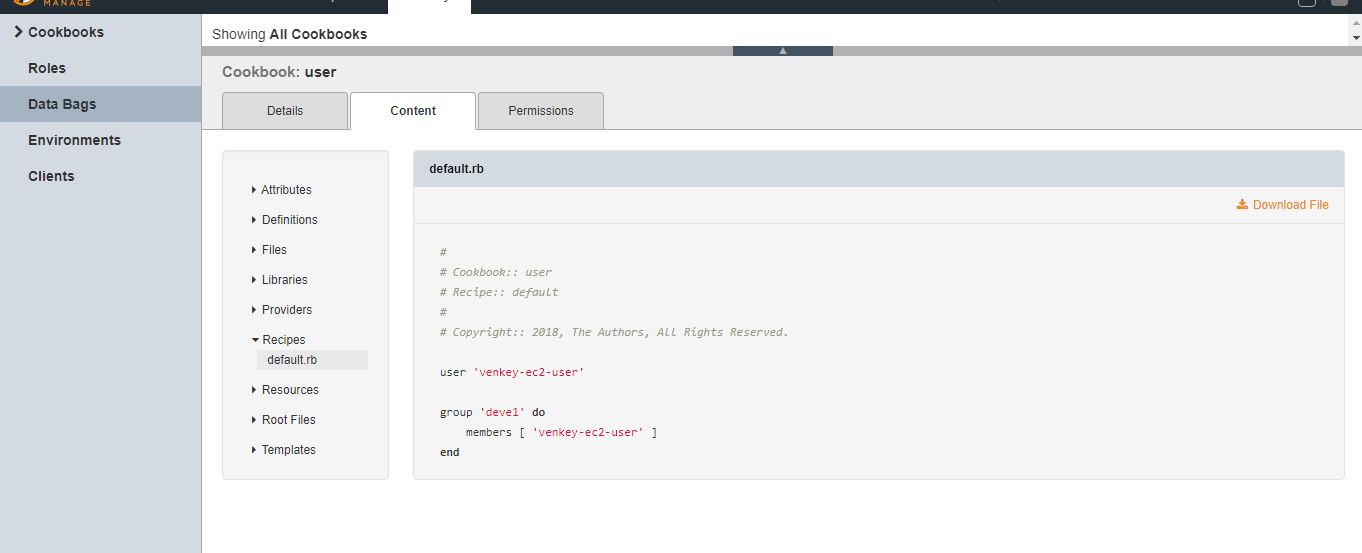 MANAGE
Cookbooks
Roles
Data Bags
Environments
Clients
Showing All Cookbooks
Cookbook: user
Details
Content
Permissions
Attributes
Definitions
Files
Libraries
Providers
Recipes
default.rb
Resources
Root Files
Templates
default.rb
Download File
#
# Cookbook:: user
# Recipe:: default
#
# Copyright:: 2018, The Authors, All Rights Reserved.
user 'venkey-ec2-user'
group 'devel' do
members [ 'venkey-ec2-user' ]
end